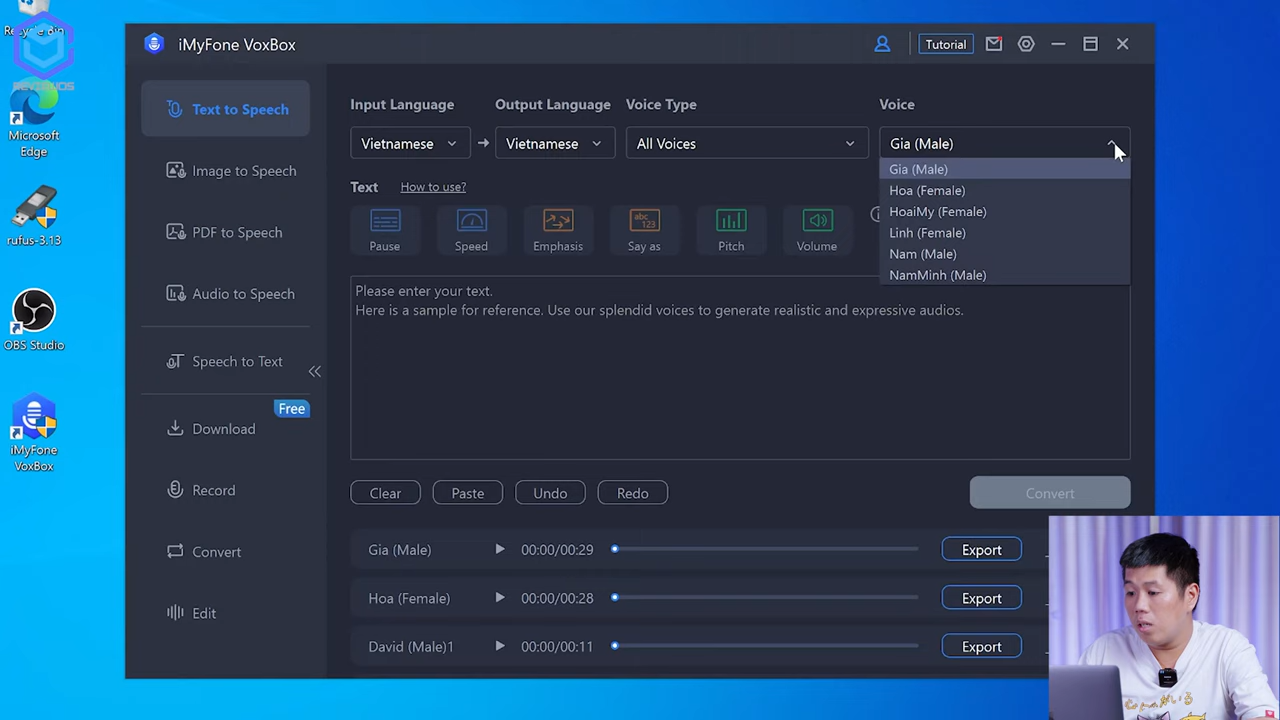 Recycle Bin
REVIEWOS
Microsoft
Edge
rufus-3.13
OBS Studio
iMyFone
VoxBox
iMyFone VoxBox
Tutorial
Text to Speech
Image to Speech
PDF to Speech
Audio to Speech
Speech to Text
Free
Download
Record
Convert
Edit
Input Language
Output Language
Voice Type
Voice
Vietnamese
Vietnamese
All Voices
Gia (Male)
Gia (Male)
Hoa (Female)
HoaiMy (Female)
Linh (Female)
Nam (Male)
NamMinh (Male)
Text
How to use?
Pause
Speed
Emphasis
abc
123
Say as
Pitch
Volume
Please enter your text.
Here is a sample for reference. Use our splendid voices to generate realistic and expressive audios.
Clear
Paste
Undo
Redo
Convert
Gia (Male)
00:00/00:29
Export
Hoa (Female)
00:00/00:28
Export
David (Male)1
00:00/00:11
Export